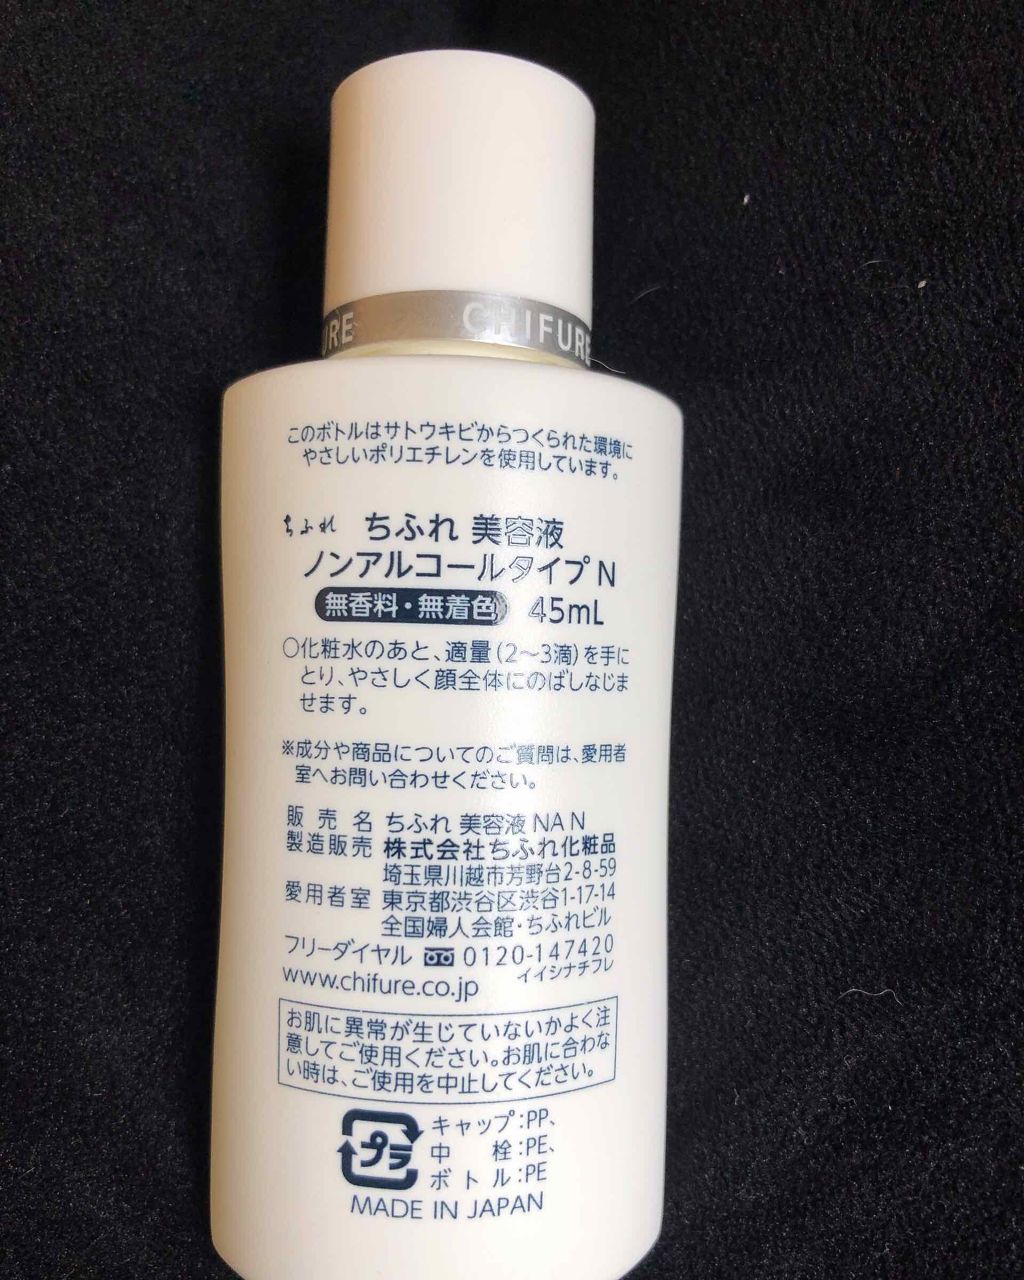 URE CHIFURE
このボトルはサトウキビからつくられた環境に
やさしいポリエチレンを使用しています。
ちふれ ちふれ 美容液
ノンアルコールタイプ N
無香料・無着色 45mL
○化粧水のあと、適量(2〜3滴)を手に
とり、やさしく顔全体にのばしなじま
せます。
※成分や商品についてのご質問は、愛用者
室へお問い合わせください。
販売名 ちふれ 美容液 NA N
製造販売 株式会社ちふれ化粧品
埼玉県川越市芳野台2-8-59
愛用者室 東京都渋谷区渋谷1-17-14
全国婦人会館・ちふれビル
フリーダイヤル 0120-147420
イイシナチフレ
www.chifure.co.jp
お肌に異常が生じていないかよく注
意してご使用ください。お肌に合わな
い時は、ご使用を中止してください。
プラ キャップ:PP、
中栓:PE、
ボトル:PE
MADE IN JAPAN